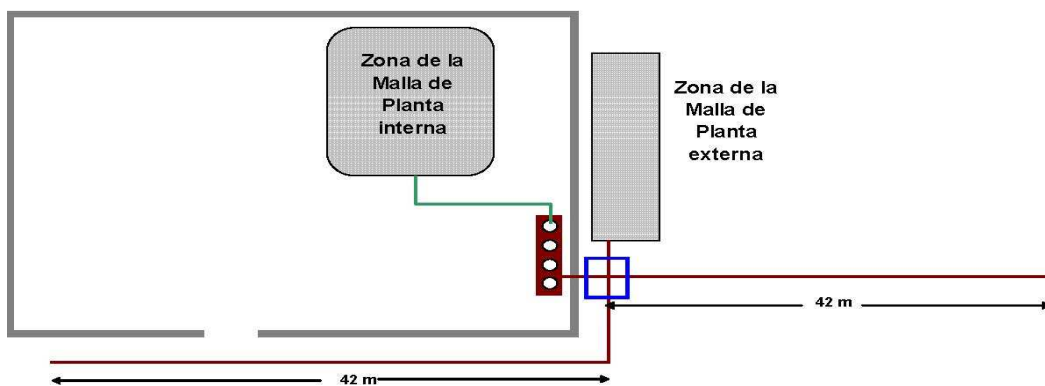 Zona de la
Malla de
Planta
interna
Zona de la
Malla de
Planta
externa
42 m
42 m